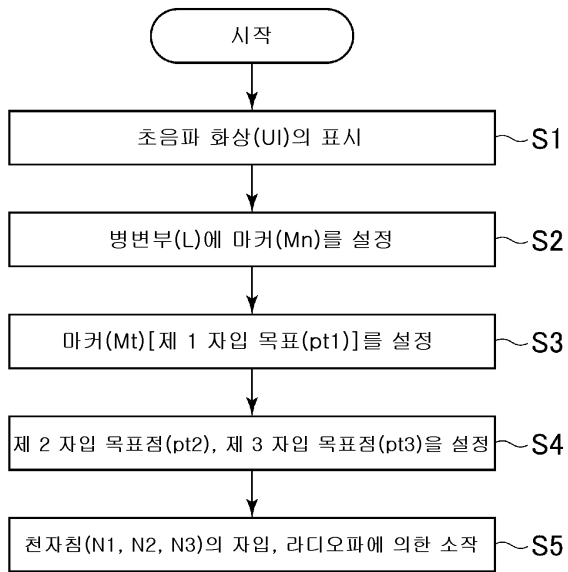 시작
초음파 화상(UI)의 표시
S1
병변부(L)에 마커(Mn)를 설정
S2
마커(Mt)[제 1 자입 목표(pt1)]를 설정
S3
제 2 자입 목표점(pt2), 제 3 자입 목표점(pt3)을 설정
S4
천자침(N1, N2, N3)의 자입, 라디오파에 의한 소작
S5